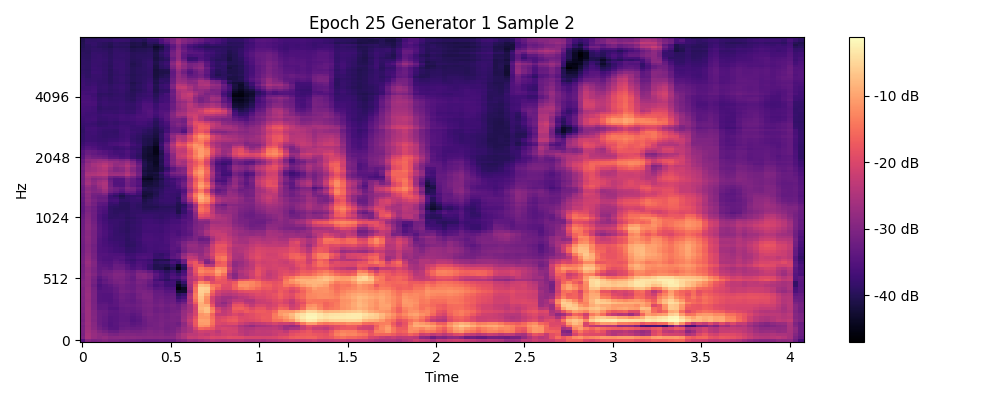 Epoch 25 Generator 1 Sample 2
Hz
4096
2048
1024
512
0
0 0.5 1 1.5 2 2.5 3 3.5 4
Time
-10 dB
-20 dB
-30 dB
-40 dB